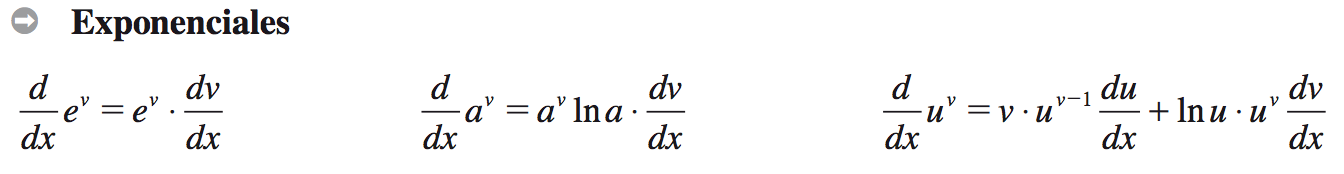 Exponenciales
d/dx e^v = e^v · dv/dx
d/dx a^v = a^v ln a · dv/dx
d/dx u^v = v · u^(v−1) du/dx + ln u · u^v dv/dx